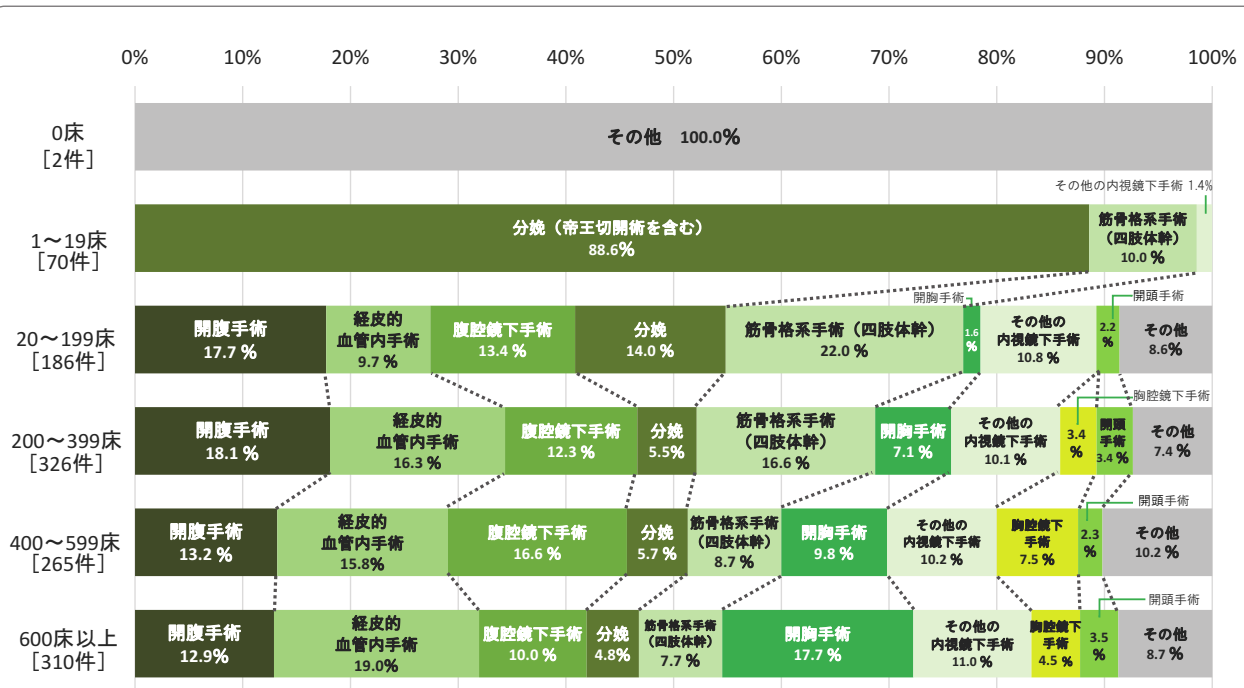 0% 10% 20% 30% 40% 50% 60% 70% 80% 90% 100%
0床
［2件］
その他 100.0%
その他の内視鏡下手術 1.4%
1～19床
［70件］
分娩（帝王切開術を含む）
88.6%
筋骨格系手術
（四肢体幹）
10.0 %
開胸手術
開頭手術
20～199床
［186件］
開腹手術
17.7 %
経皮的
血管内手術
9.7 %
腹腔鏡下手術
13.4 %
分娩
14.0 %
筋骨格系手術（四肢体幹）
22.0 %
1.6
%
その他の
内視鏡下手術
10.8 %
2.2
%
その他
8.6%
胸腔鏡下手術
200～399床
［326件］
開腹手術
18.1 %
経皮的
血管内手術
16.3 %
腹腔鏡下手術
12.3 %
分娩
5.5%
筋骨格系手術
（四肢体幹）
16.6 %
開胸手術
7.1 %
その他の
内視鏡下手術
10.1 %
3.4
%
開頭
手術
3.4 %
その他
7.4 %
開頭手術
400～599床
［265件］
開腹手術
13.2 %
経皮的
血管内手術
15.8%
腹腔鏡下手術
16.6 %
分娩
5.7 %
筋骨格系手術
（四肢体幹）
8.7 %
開胸手術
9.8 %
その他の
内視鏡下手術
10.2 %
胸腔鏡下
手術
7.5 %
2.3
%
その他
10.2 %
開頭手術
600床以上
［310件］
開腹手術
12.9%
経皮的
血管内手術
19.0%
腹腔鏡下手術
10.0 %
分娩
4.8%
筋骨格系手術
（四肢体幹）
7.7 %
開胸手術
17.7 %
その他の
内視鏡下手術
11.0 %
胸腔鏡下
手術
4.5 %
3.5
%
その他
8.7 %